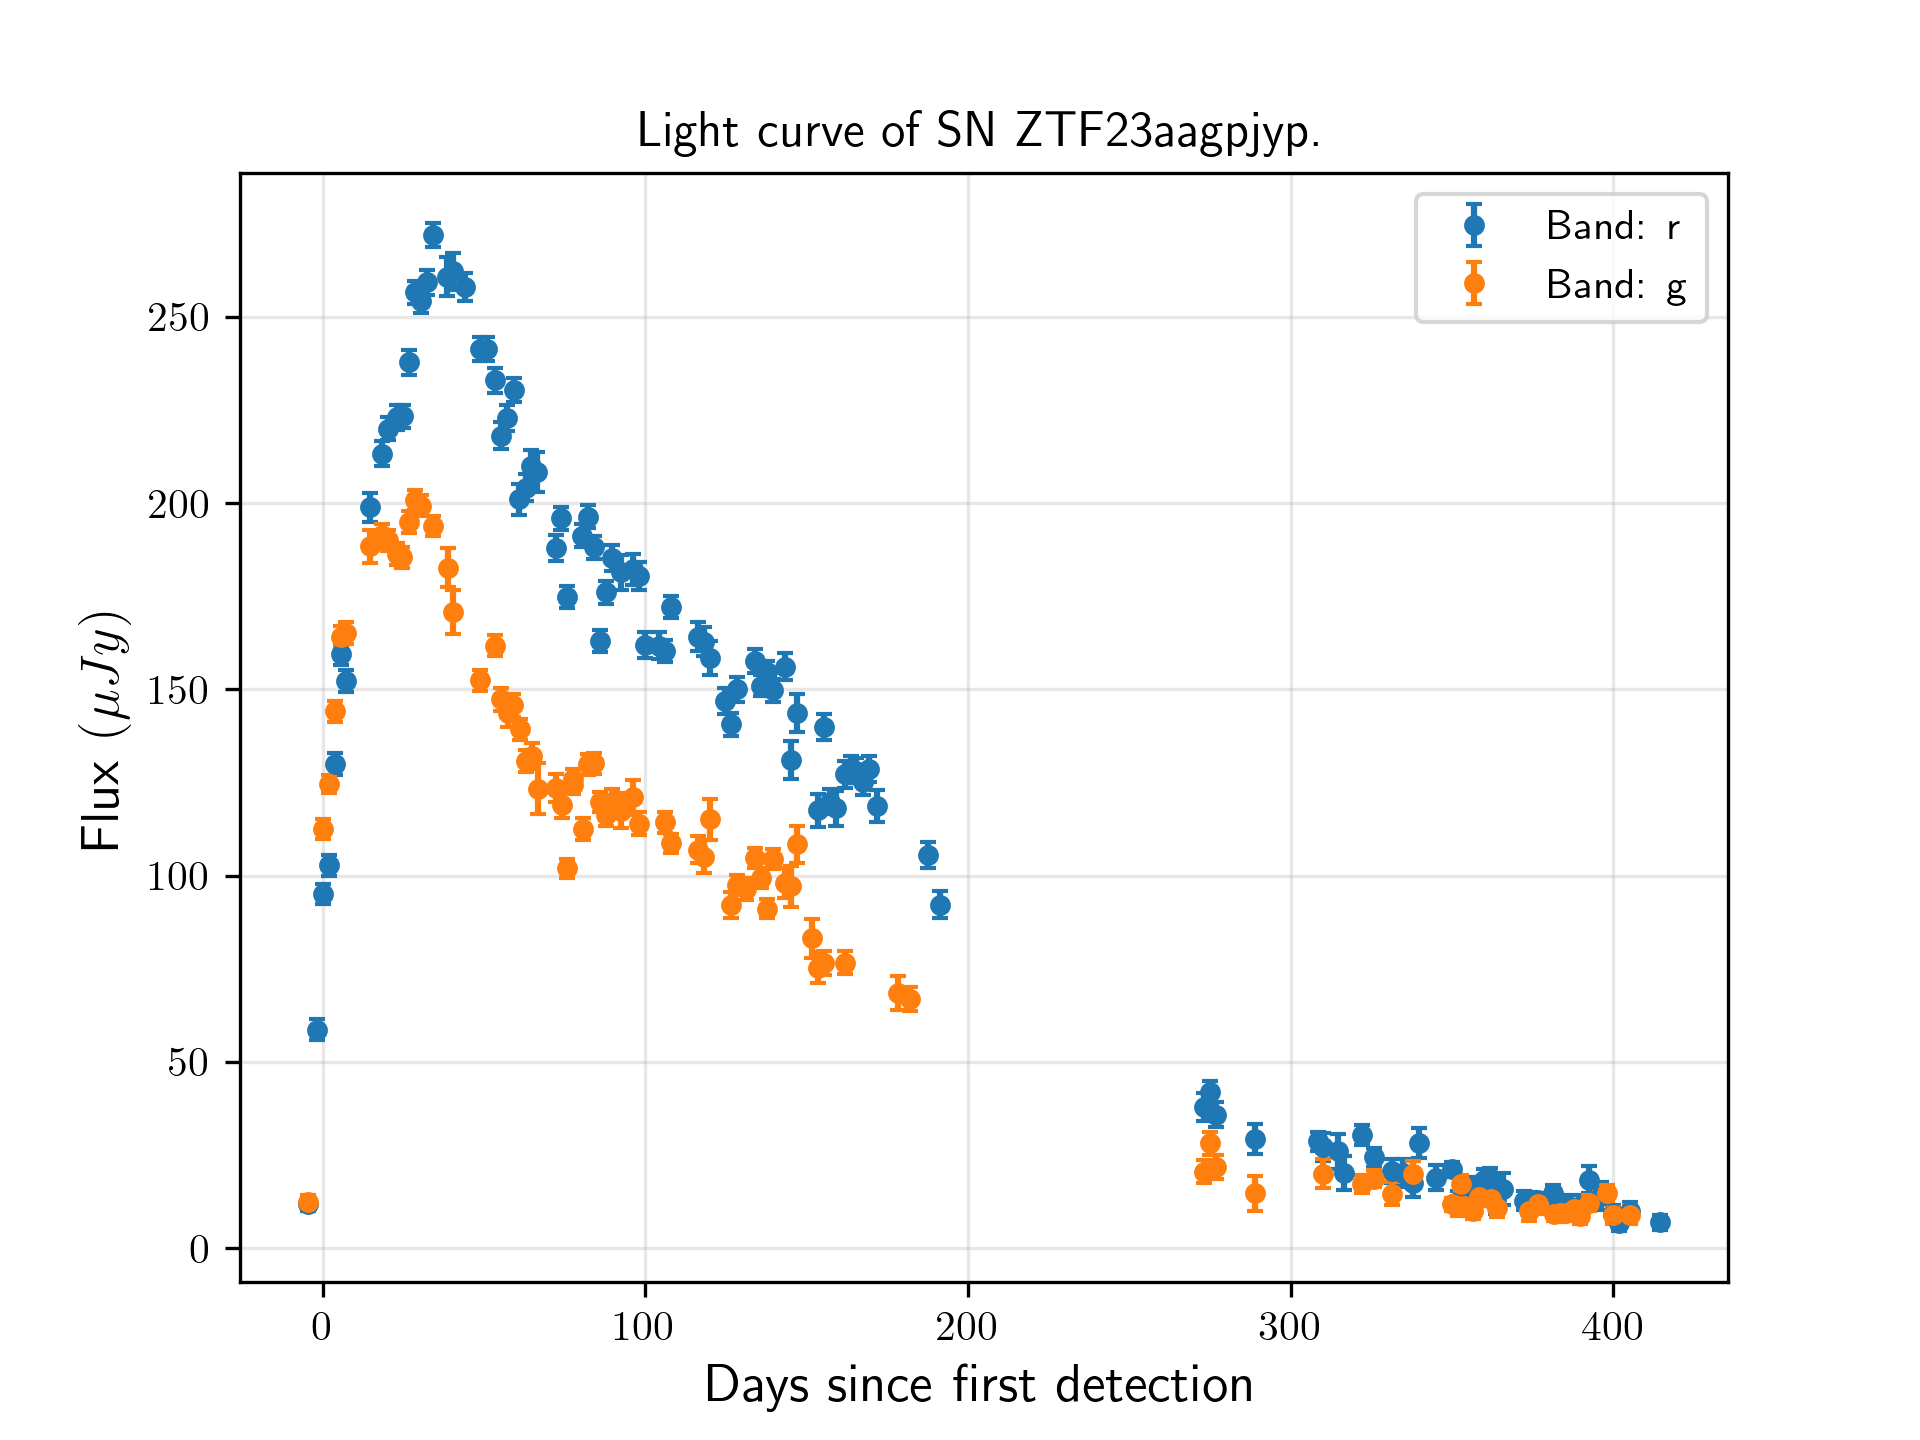 Light curve of SN ZTF23aagpjyp.
Band: r
Band: g
250
200
150
100
50
0
Flux (μJy)
0 100 200 300 400
Days since first detection